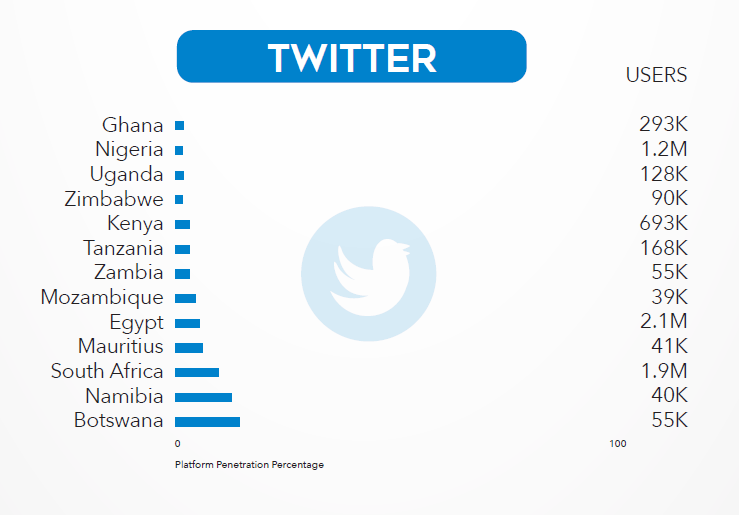 TWITTER
USERS
Ghana 293K
Nigeria 1.2M
Uganda 128K
Zimbabwe 90K
Kenya 693K
Tanzania 168K
Zambia 55K
Mozambique 39K
Egypt 2.1M
Mauritius 41K
South Africa 1.9M
Namibia 40K
Botswana 55K
0 100
Platform Penetration Percentage